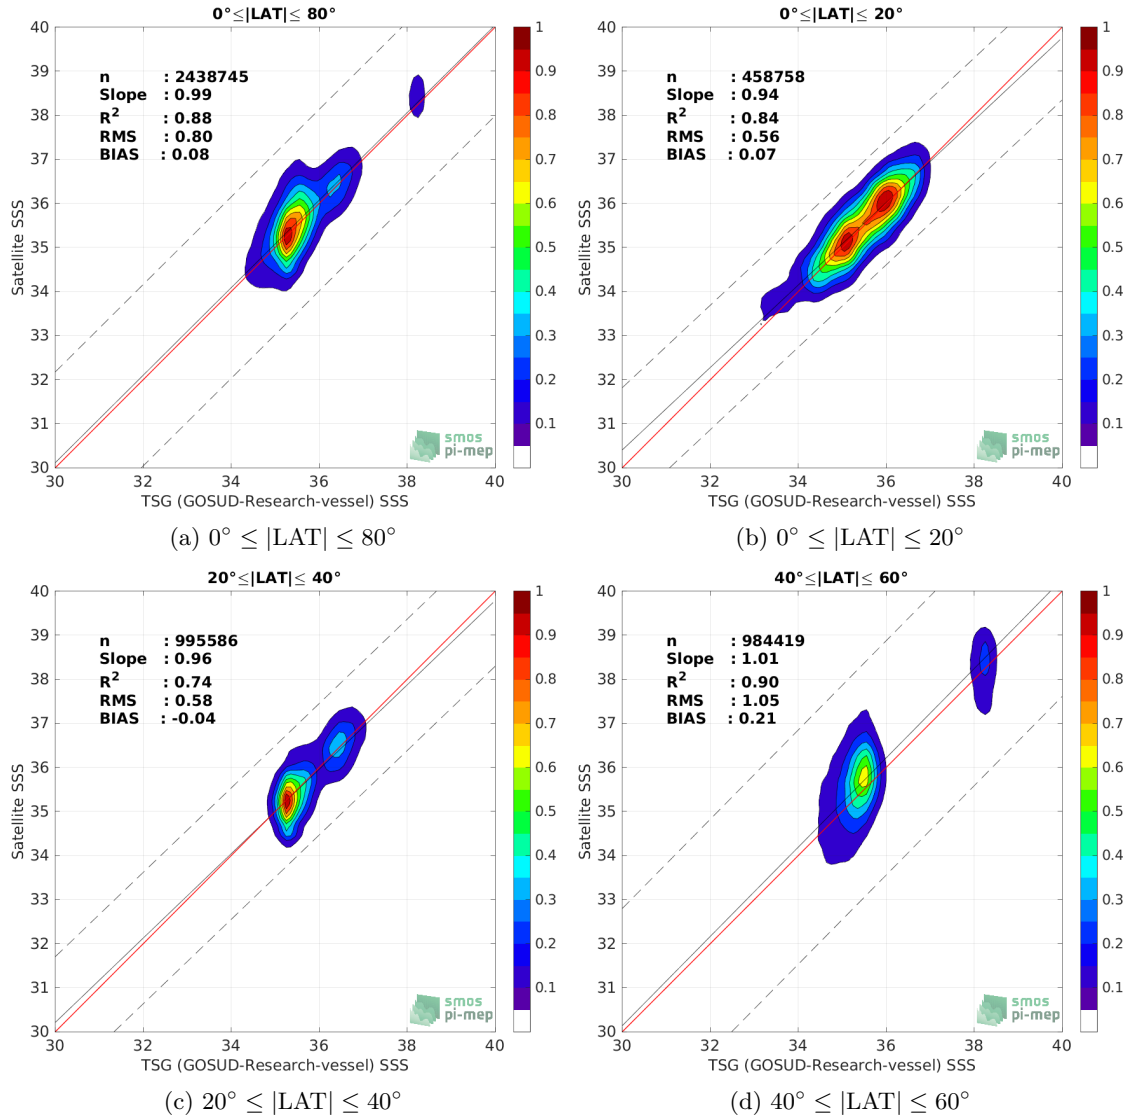 0°≤|LAT|≤ 80°
n : 2438745
Slope : 0.99
R² : 0.88
RMS : 0.80
BIAS : 0.08
40
39
38
37
36
35
34
33
32
31
30
30 32 34 36 38 40
Satellite SSS
TSG (GOSUD-Research-vessel) SSS
1
0.9
0.8
0.7
0.6
0.5
0.4
0.3
0.2
0.1
smos
pi-mep
(a) 0° ≤ |LAT| ≤ 80°
0°≤|LAT|≤ 20°
n : 458758
Slope : 0.94
R² : 0.84
RMS : 0.56
BIAS : 0.07
40
39
38
37
36
35
34
33
32
31
30
30 32 34 36 38 40
Satellite SSS
TSG (GOSUD-Research-vessel) SSS
1
0.9
0.8
0.7
0.6
0.5
0.4
0.3
0.2
0.1
smos
pi-mep
(b) 0° ≤ |LAT| ≤ 20°
20°≤|LAT|≤ 40°
n : 995586
Slope : 0.96
R² : 0.74
RMS : 0.58
BIAS : -0.04
40
39
38
37
36
35
34
33
32
31
30
30 32 34 36 38 40
Satellite SSS
TSG (GOSUD-Research-vessel) SSS
1
0.9
0.8
0.7
0.6
0.5
0.4
0.3
0.2
0.1
smos
pi-mep
(c) 20° ≤ |LAT| ≤ 40°
40°≤|LAT|≤ 60°
n : 984419
Slope : 1.01
R² : 0.90
RMS : 1.05
BIAS : 0.21
40
39
38
37
36
35
34
33
32
31
30
30 32 34 36 38 40
Satellite SSS
TSG (GOSUD-Research-vessel) SSS
1
0.9
0.8
0.7
0.6
0.5
0.4
0.3
0.2
0.1
smos
pi-mep
(d) 40° ≤ |LAT| ≤ 60°